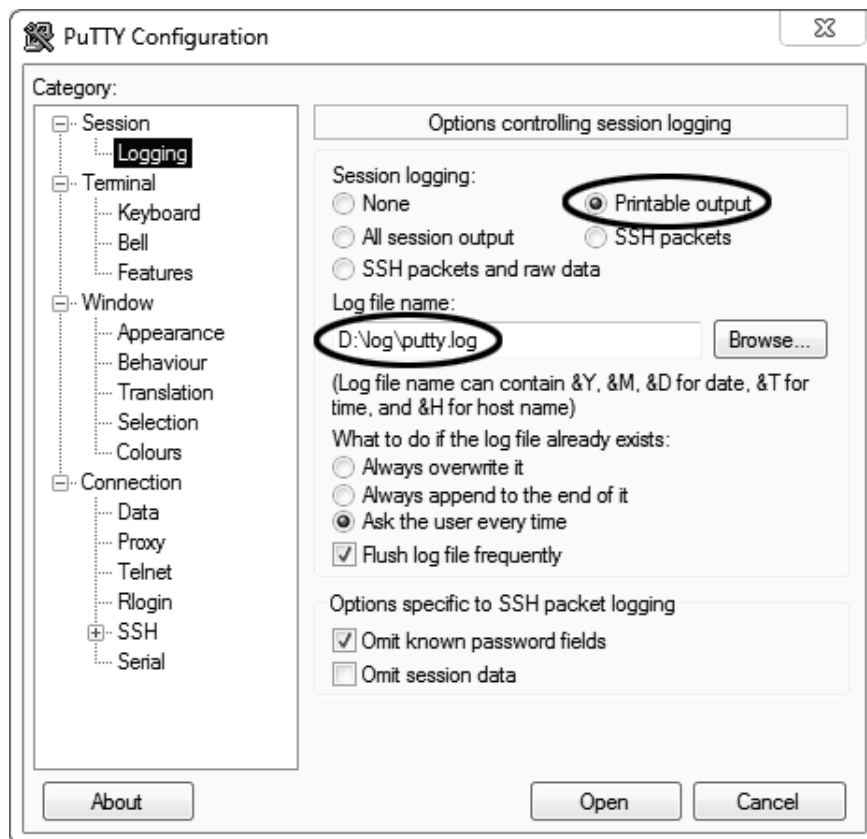 PuTTY Configuration
Category:
Session
Logging
Terminal
Keyboard
Bell
Features
Window
Appearance
Behaviour
Translation
Selection
Colours
Connection
Data
Proxy
Telnet
Rlogin
SSH
Serial
Options controlling session logging
Session logging:
None
Printable output
All session output
SSH packets
SSH packets and raw data
Log file name:
D:\log\putty.log
Browse...
(Log file name can contain &Y, &M, &D for date, &T for
time, and &H for host name)
What to do if the log file already exists:
Always overwrite it
Always append to the end of it
Ask the user every time
Flush log file frequently
Options specific to SSH packet logging
Omit known password fields
Omit session data
About
Open
Cancel